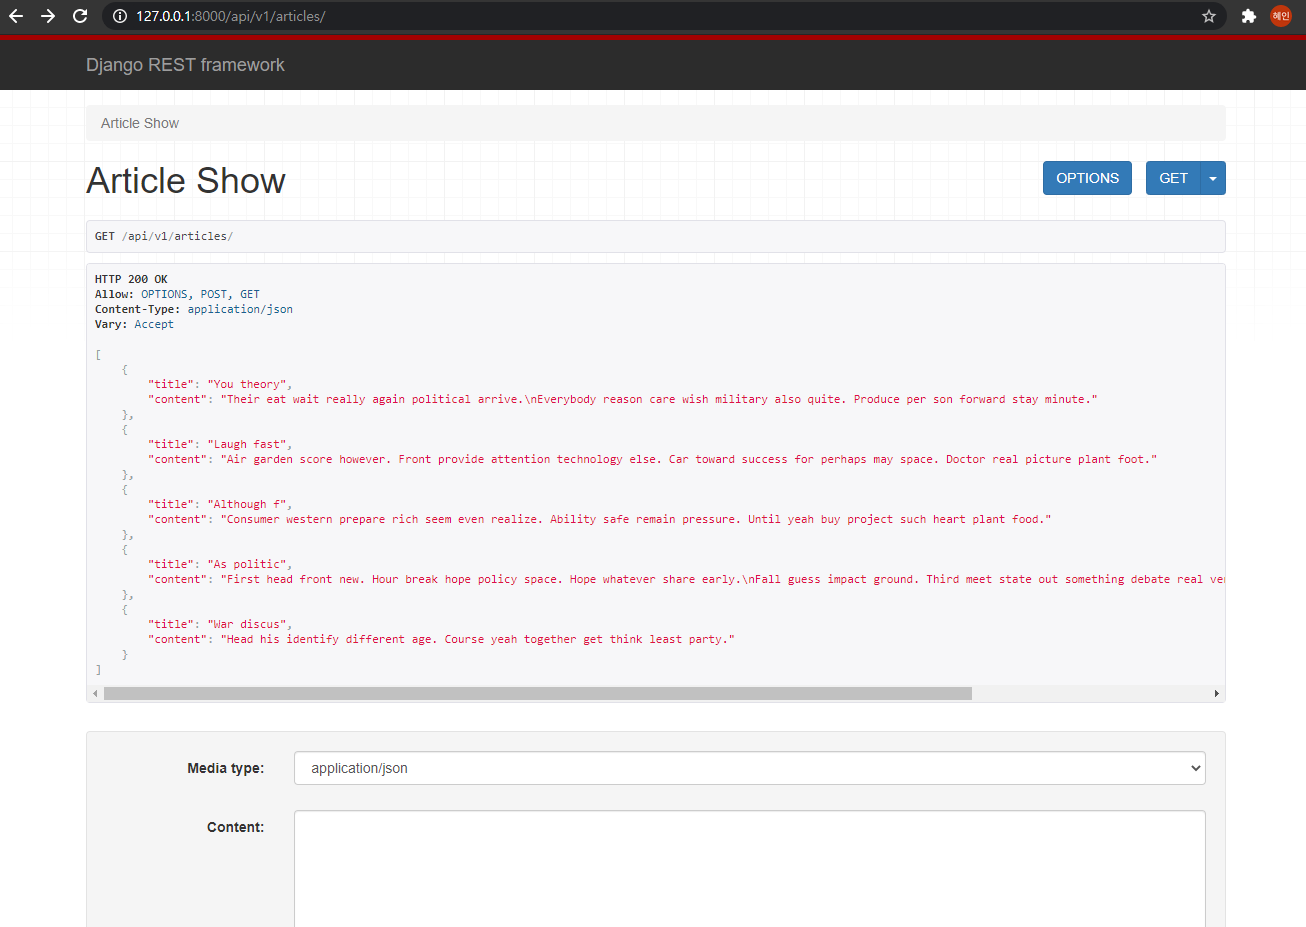 127.0.0.1:8000/api/v1/articles/
혜인
Django REST framework
Article Show
Article Show
OPTIONS
GET
GET /api/v1/articles/
HTTP 200 OK
Allow: OPTIONS, POST, GET
Content-Type: application/json
Vary: Accept
[
{
"title": "You theory",
"content": "Their eat wait really again political arrive.\nEverybody reason care wish military also quite. Produce per son forward stay minute."
},
{
"title": "Laugh fast",
"content": "Air garden score however. Front provide attention technology else. Car toward success for perhaps may space. Doctor real picture plant foot."
},
{
"title": "Although f",
"content": "Consumer western prepare rich seem even realize. Ability safe remain pressure. Until yeah buy project such heart plant food."
},
{
"title": "As politic",
"content": "First head front new. Hour break hope policy space. Hope whatever share early.\nFall guess impact ground. Third meet state out something debate real
},
{
"title": "War discus",
"content": "Head his identify different age. Course yeah together get think least party."
}
]
Media type:
application/json
Content: